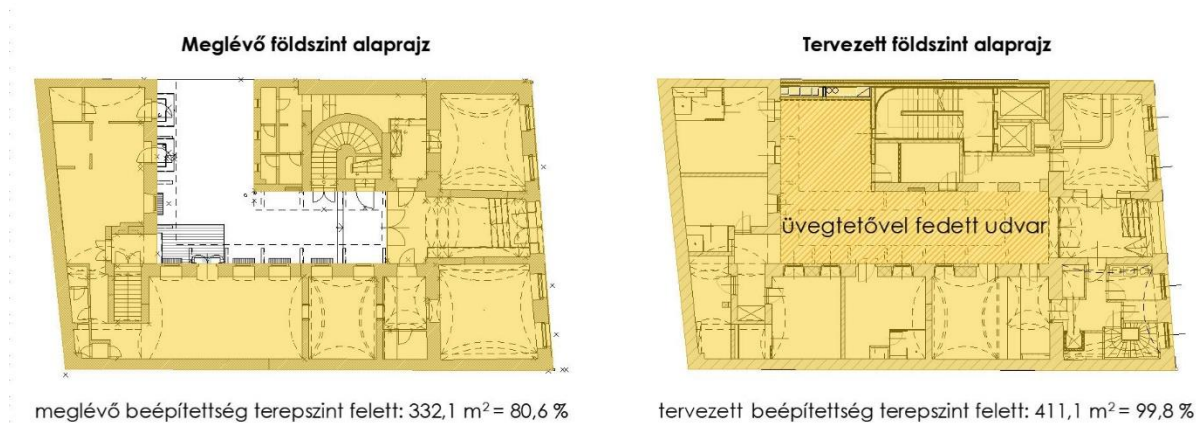 Meglévő földszint alaprajz
Tervezett földszint alaprajz
üvegtetővel fedett udvar
meglévő beépítettség terepszint felett: 332,1 m² = 80,6 %
tervezett beépítettség terepszint felett: 411,1 m² = 99,8 %